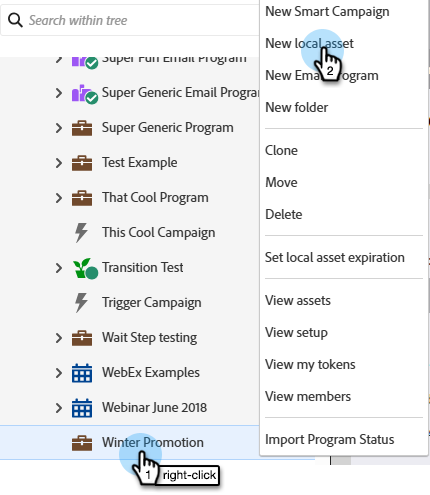 Search within tree
Super Fun Email Program
Super Generic Email Progra
Super Generic Program
Test Example
That Cool Program
This Cool Campaign
Transition Test
Trigger Campaign
Wait Step testing
WebEx Examples
Webinar June 2018
Winter Promotion
1 right-click
New Smart Campaign
New local asset
2
New Email Program
New folder
Clone
Move
Delete
Set local asset expiration
View assets
View setup
View my tokens
View members
Import Program Status